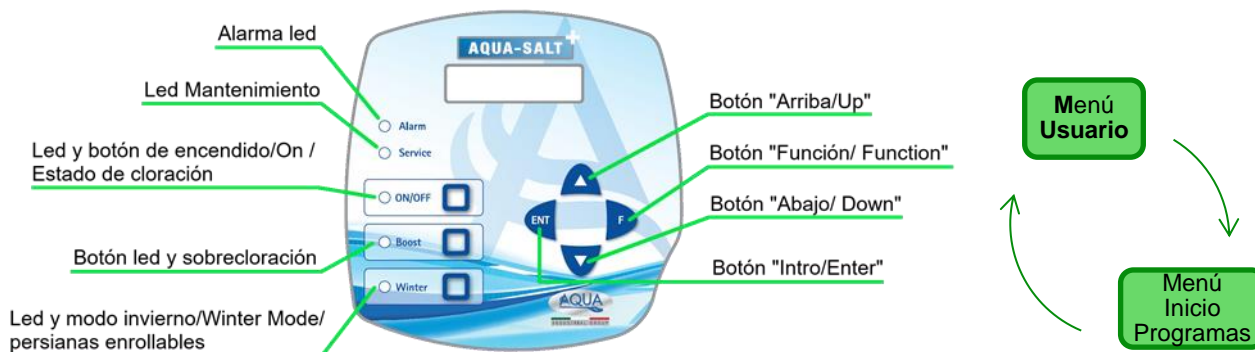 Alarma led
Led Mantenimiento
Led y botón de encendido/On /
Estado de cloración
Botón led y sobrecloración
Led y modo invierno/Winter Mode/
persianas enrollables
AQUA-SALT+
Alarm
Service
ON/OFF
Boost
Winter
ENT
F
AQUA
INDUSTRIAL GROUP
Botón "Arriba/Up"
Botón "Función/ Function"
Botón "Abajo/ Down"
Botón "Intro/Enter"
Menú
Usuario
Menú
Inicio
Programas